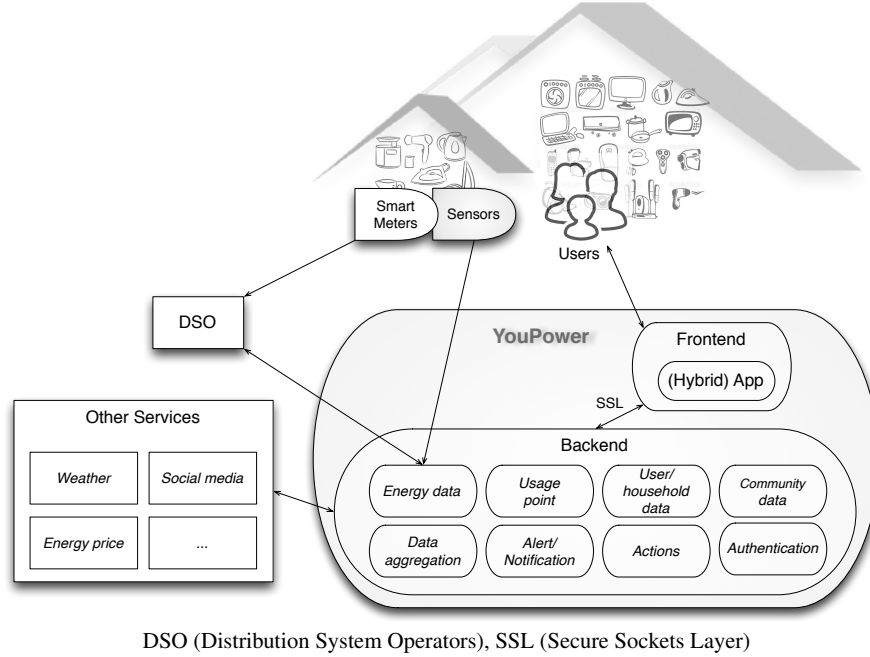 Smart
Meters
Sensors
Users
DSO
YouPower
Frontend
(Hybrid) App
SSL
Other Services
Weather
Social media
Energy price
...
Backend
Energy data
Usage
point
User/
household
data
Community
data
Data
aggregation
Alert/
Notification
Actions
Authentication
DSO (Distribution System Operators), SSL (Secure Sockets Layer)